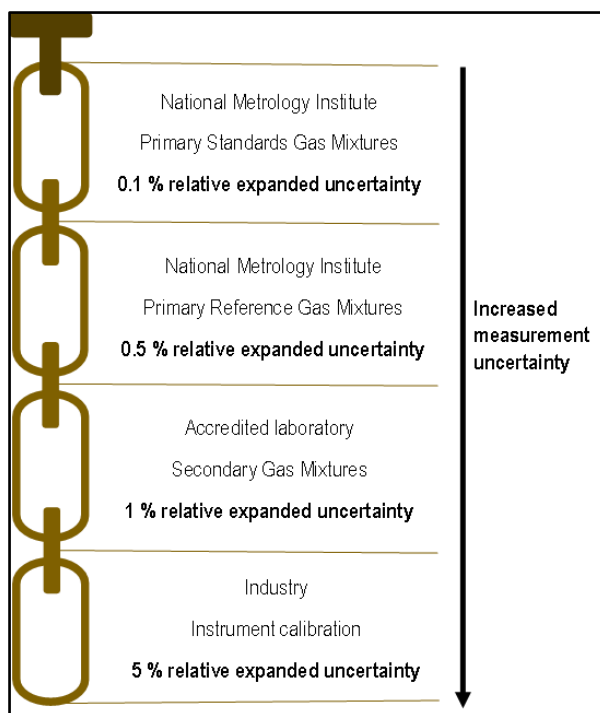 National Metrology Institute
Primary Standards Gas Mixtures
0.1 % relative expanded uncertainty
National Metrology Institute
Primary Reference Gas Mixtures
0.5 % relative expanded uncertainty
Accredited laboratory
Secondary Gas Mixtures
1 % relative expanded uncertainty
Industry
Instrument calibration
5 % relative expanded uncertainty
Increased
measurement
uncertainty